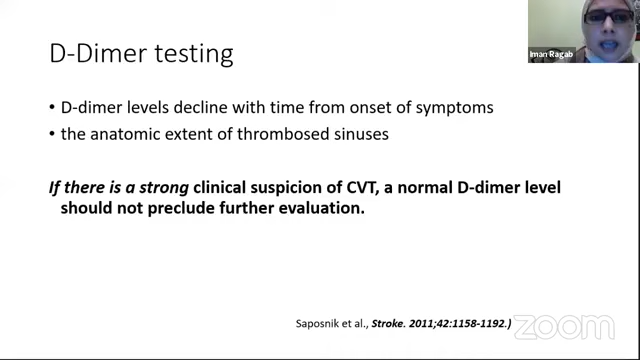 Iman Ragab
D-Dimer testing
• D-dimer levels decline with time from onset of symptoms
• the anatomic extent of thrombosed sinuses
If there is a strong clinical suspicion of CVT, a normal D-dimer level
should not preclude further evaluation.
Saposnik et al., Stroke. 2011;42:1158-1192.)
zoom